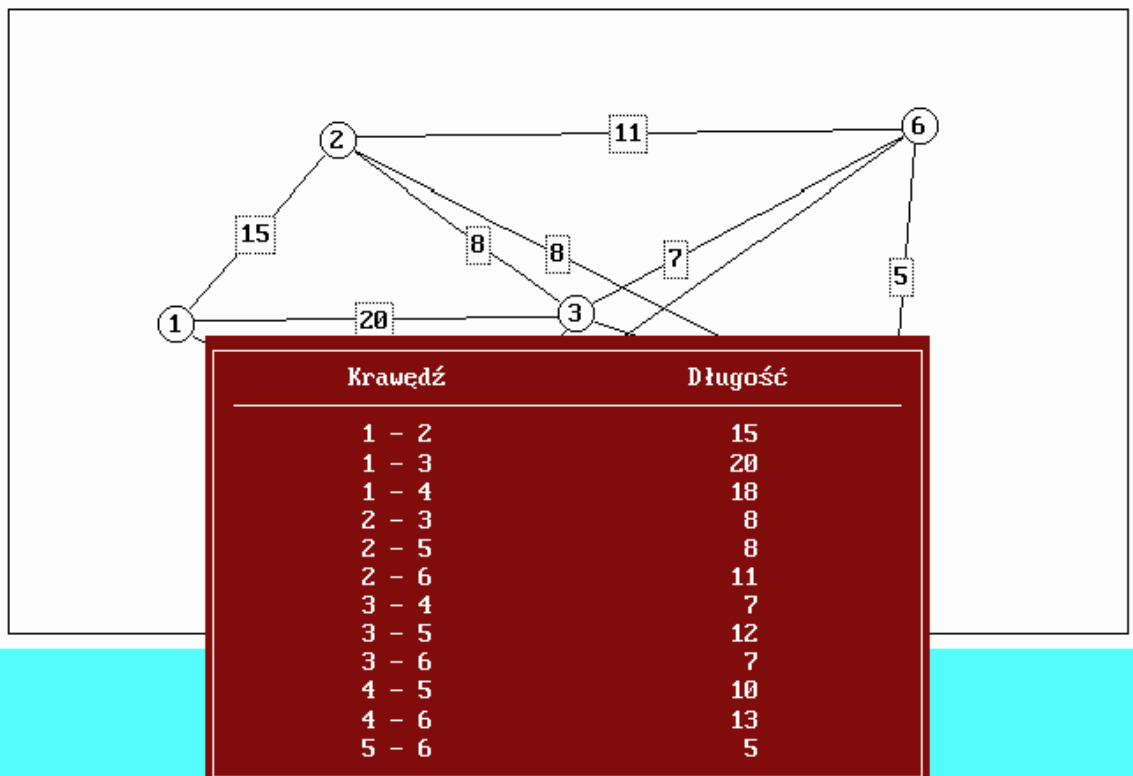 2
11
6
15
8
8
7
5
1
20
3
Krawędź Długość
1 - 2 15
1 - 3 20
1 - 4 18
2 - 3 8
2 - 5 8
2 - 6 11
3 - 4 7
3 - 5 12
3 - 6 7
4 - 5 10
4 - 6 13
5 - 6 5